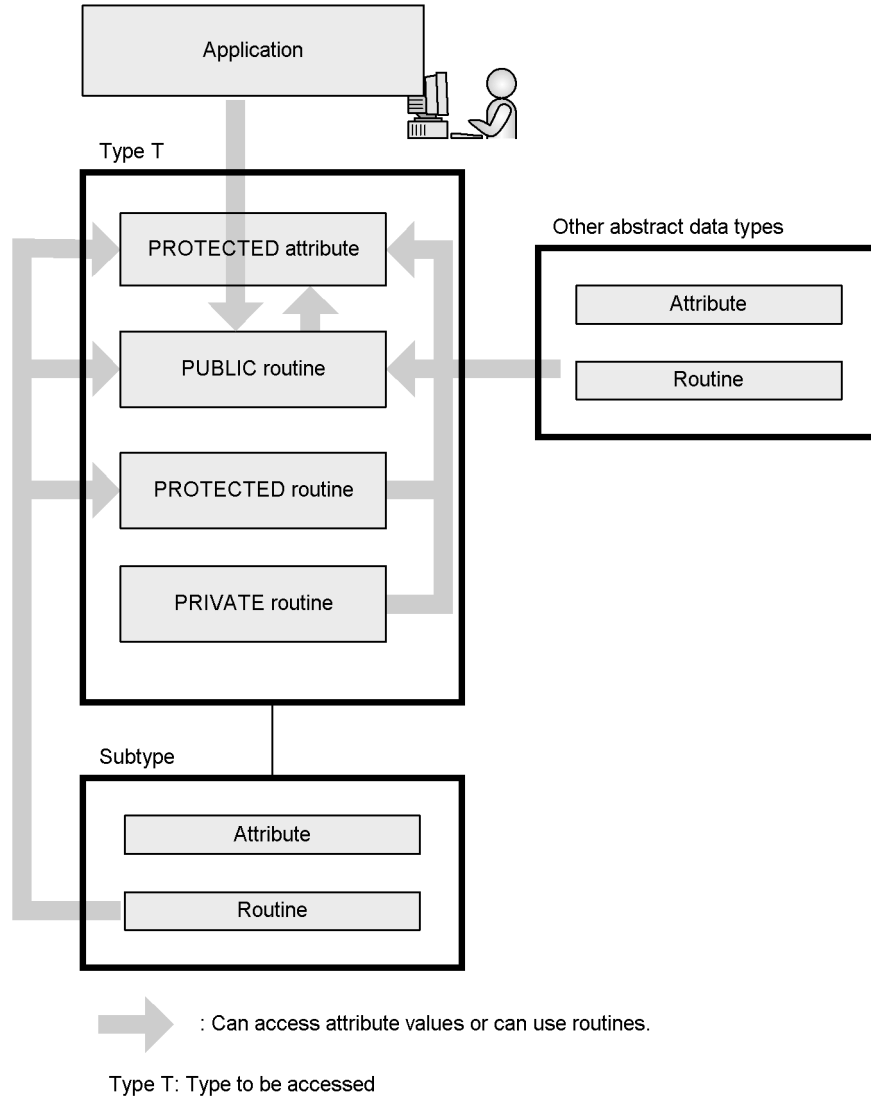 Application
Type T
PROTECTED attribute
Other abstract data types
Attribute
PUBLIC routine
Routine
PROTECTED routine
PRIVATE routine
Subtype
Attribute
Routine
: Can access attribute values or can use routines.
Type T: Type to be accessed